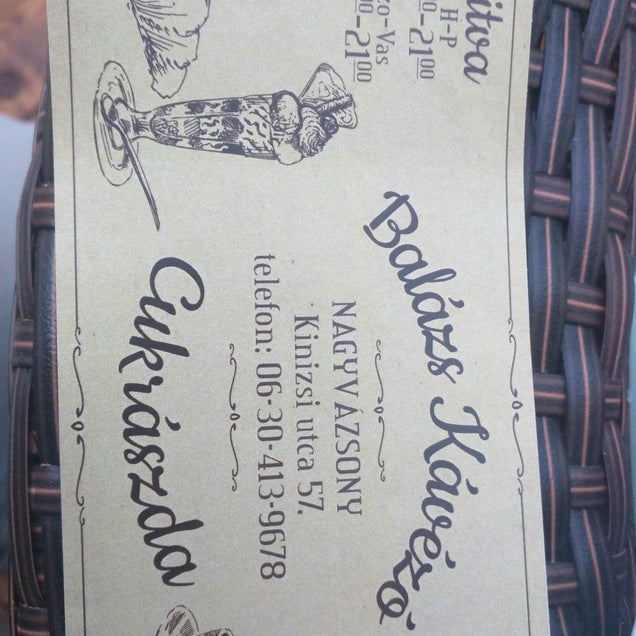 Balázs Kávézó
NAGYVÁZSONY
Kinizsi utca 57.
telefon: 06-30-413-9678
Cukrászda
H-P
-21⁰⁰
-Vas
-21⁰⁰